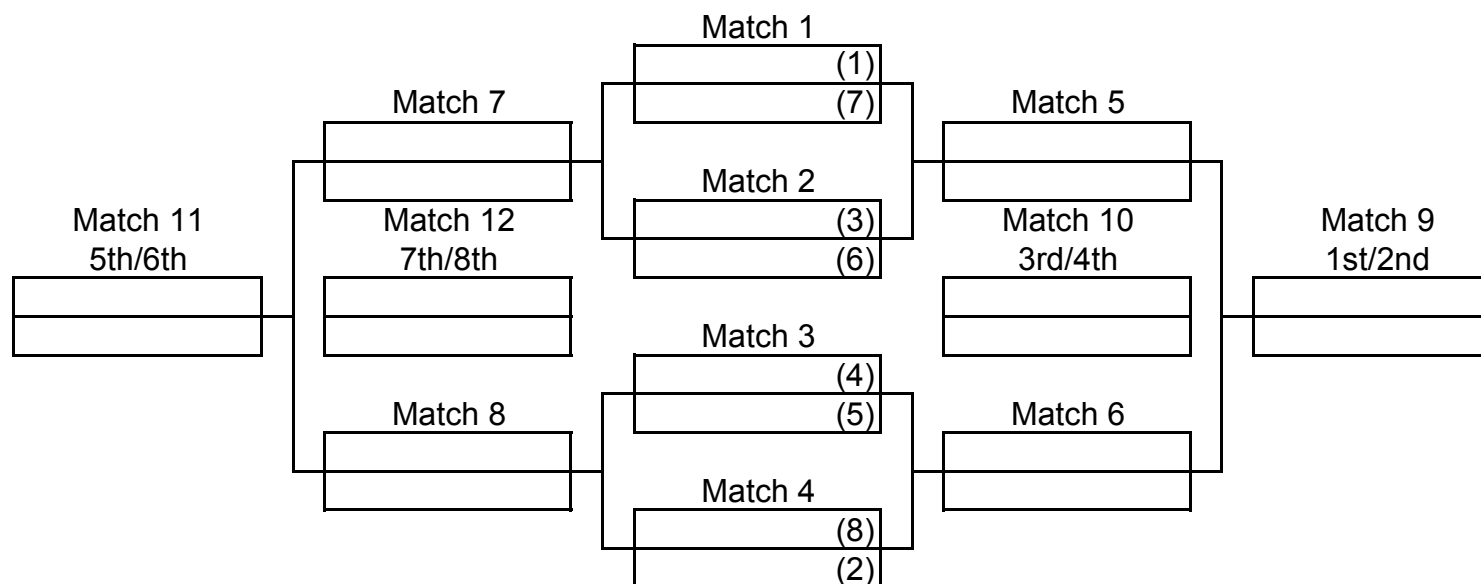 Match 1
(1)
(7)
Match 7
Match 5
Match 2
(3)
(6)
Match 11
5th/6th
Match 12
7th/8th
Match 10
3rd/4th
Match 9
1st/2nd
Match 3
(4)
(5)
Match 8
Match 6
Match 4
(8)
(2)